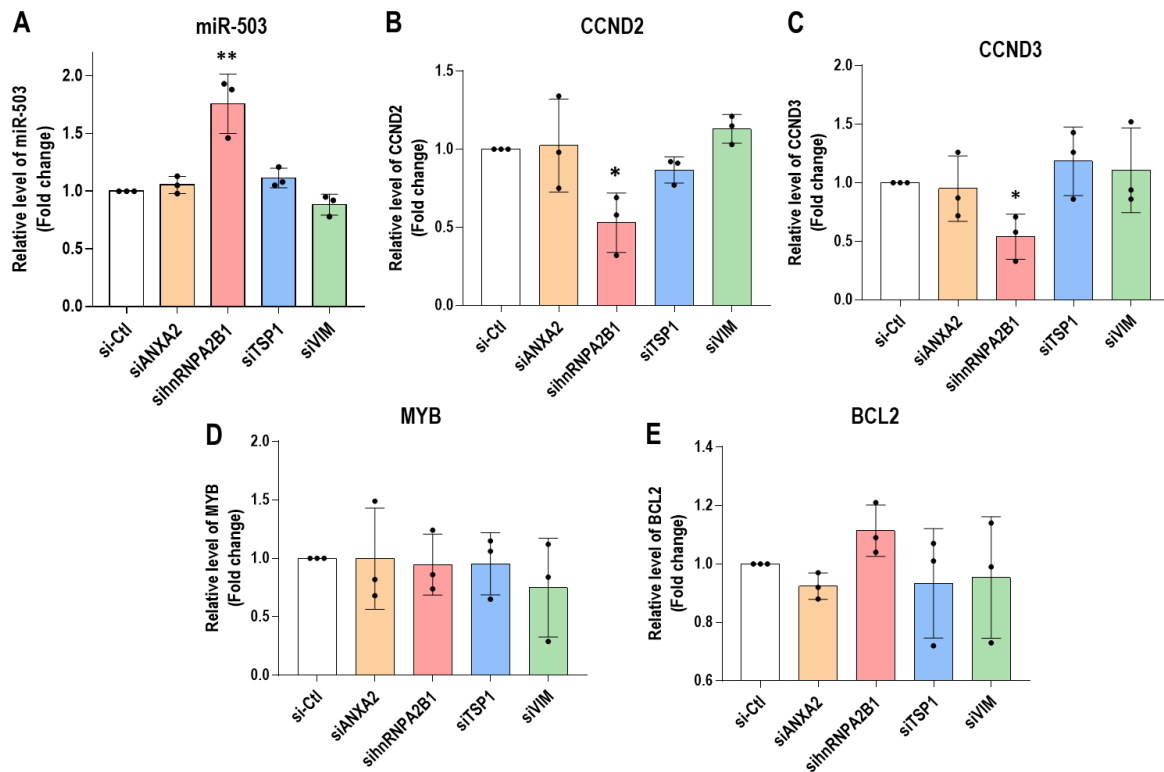 A
miR-503
Relative level of miR-503
(Fold change)
2.0
1.5
1.0
0.5
0.0
**
si-Ctl
siANXA2
sihnRNPA2B1
siTSP1
siVIM
B
CCND2
Relative level of CCND2
(Fold change)
1.5
1.0
0.5
0.0
*
si-Ctl
siANXA2
sihnRNPA2B1
siTSP1
siVIM
C
CCND3
Relative level of CCND3
(Fold change)
2.0
1.5
1.0
0.5
0.0
*
si-Ctl
siANXA2
sihnRNPA2B1
siTSP1
siVIM
D
MYB
Relative level of MYB
(Fold change)
2.0
1.5
1.0
0.5
0.0
si-Ctl
siANXA2
sihnRNPA2B1
siTSP1
siVIM
E
BCL2
Relative level of BCL2
(Fold change)
1.4
1.2
1.0
0.8
0.6
si-Ctl
siANXA2
sihnRNPA2B1
siTSP1
siVIM